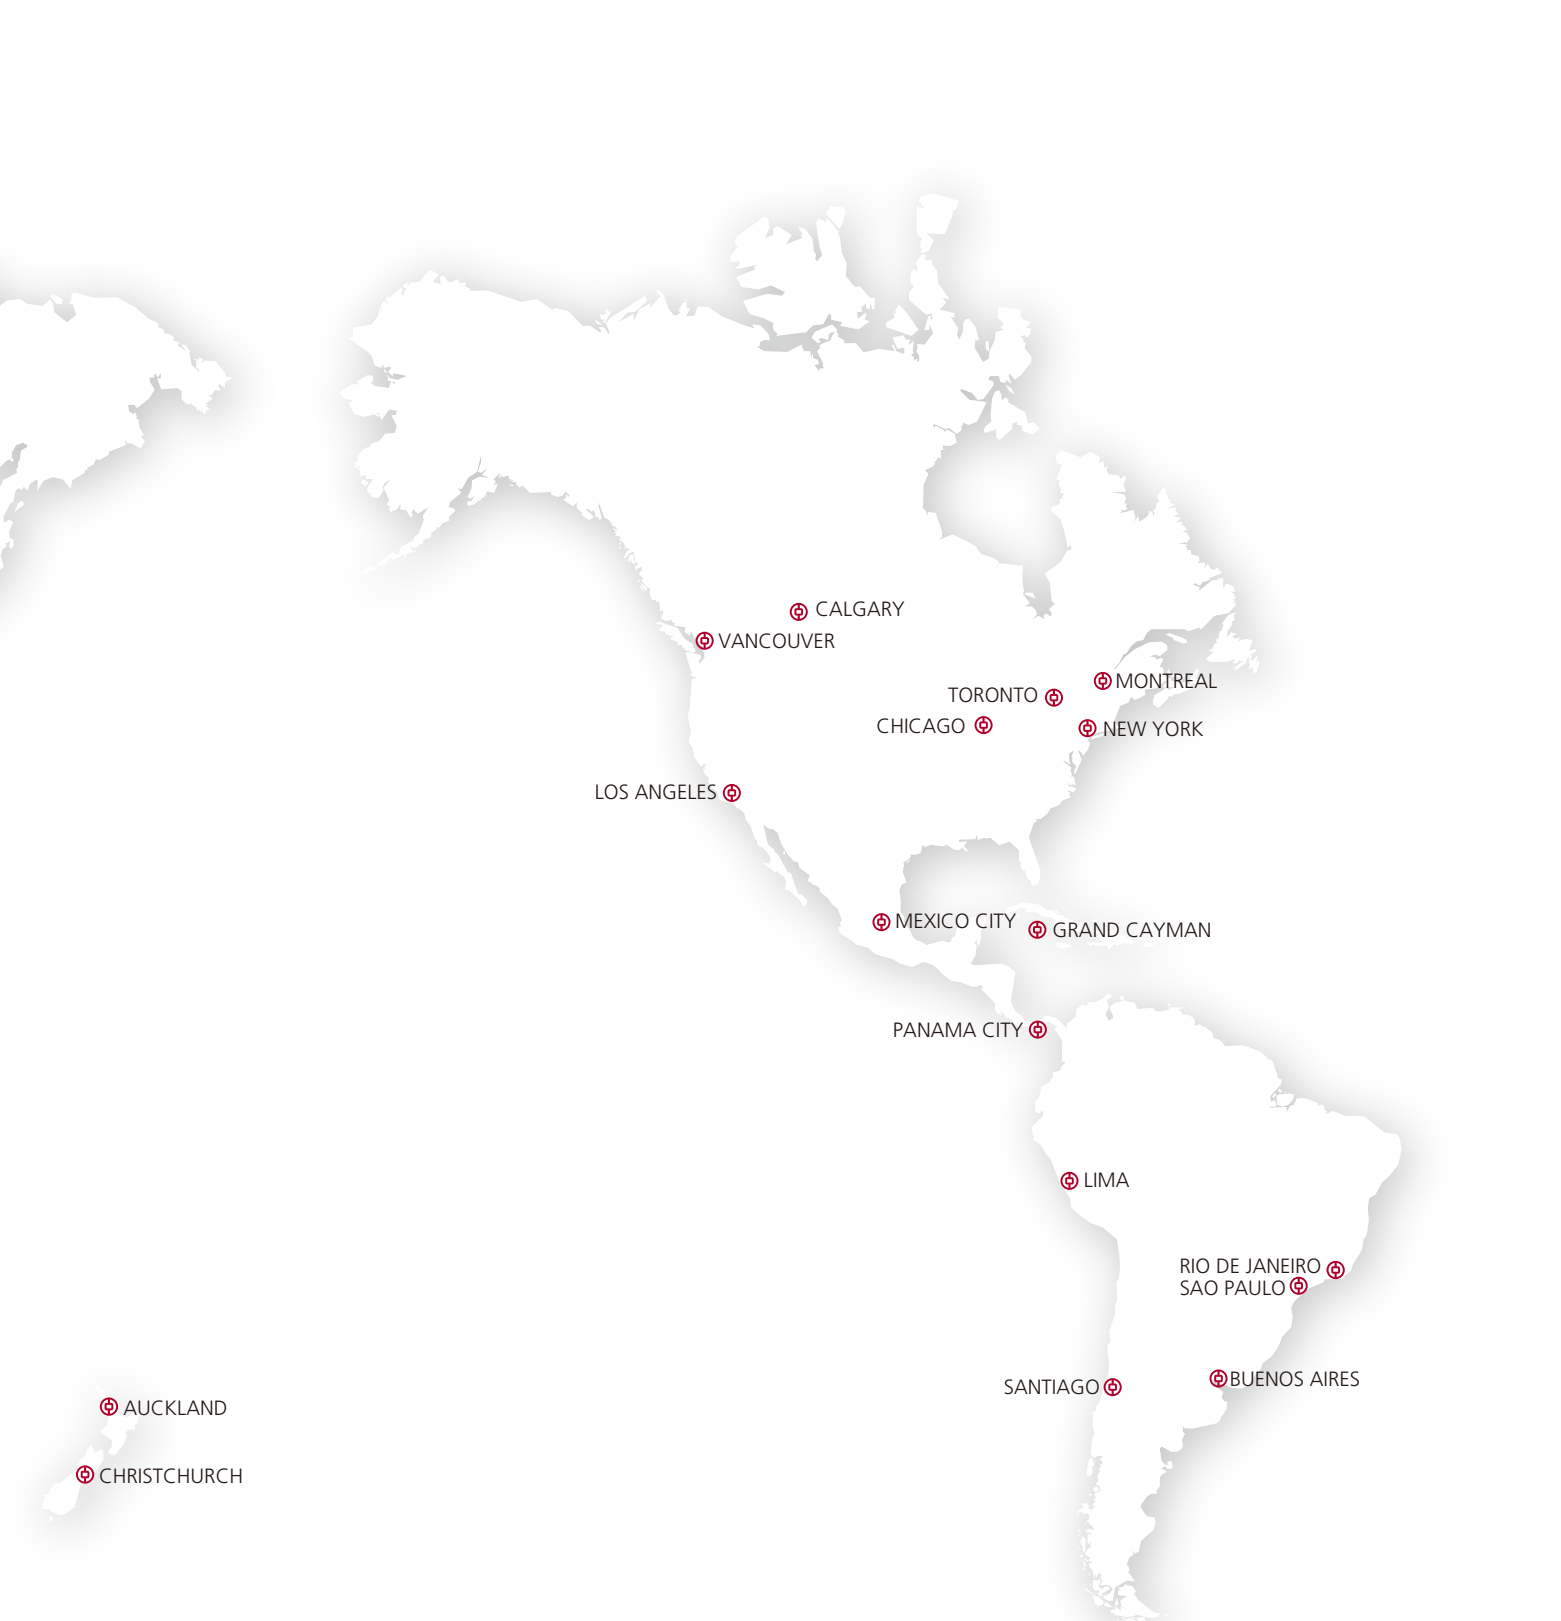 CALGARY
VANCOUVER
MONTREAL
TORONTO
CHICAGO
NEW YORK
LOS ANGELES
MEXICO CITY
GRAND CAYMAN
PANAMA CITY
LIMA
RIO DE JANEIRO
SAO PAULO
SANTIAGO
BUENOS AIRES
AUCKLAND
CHRISTCHURCH